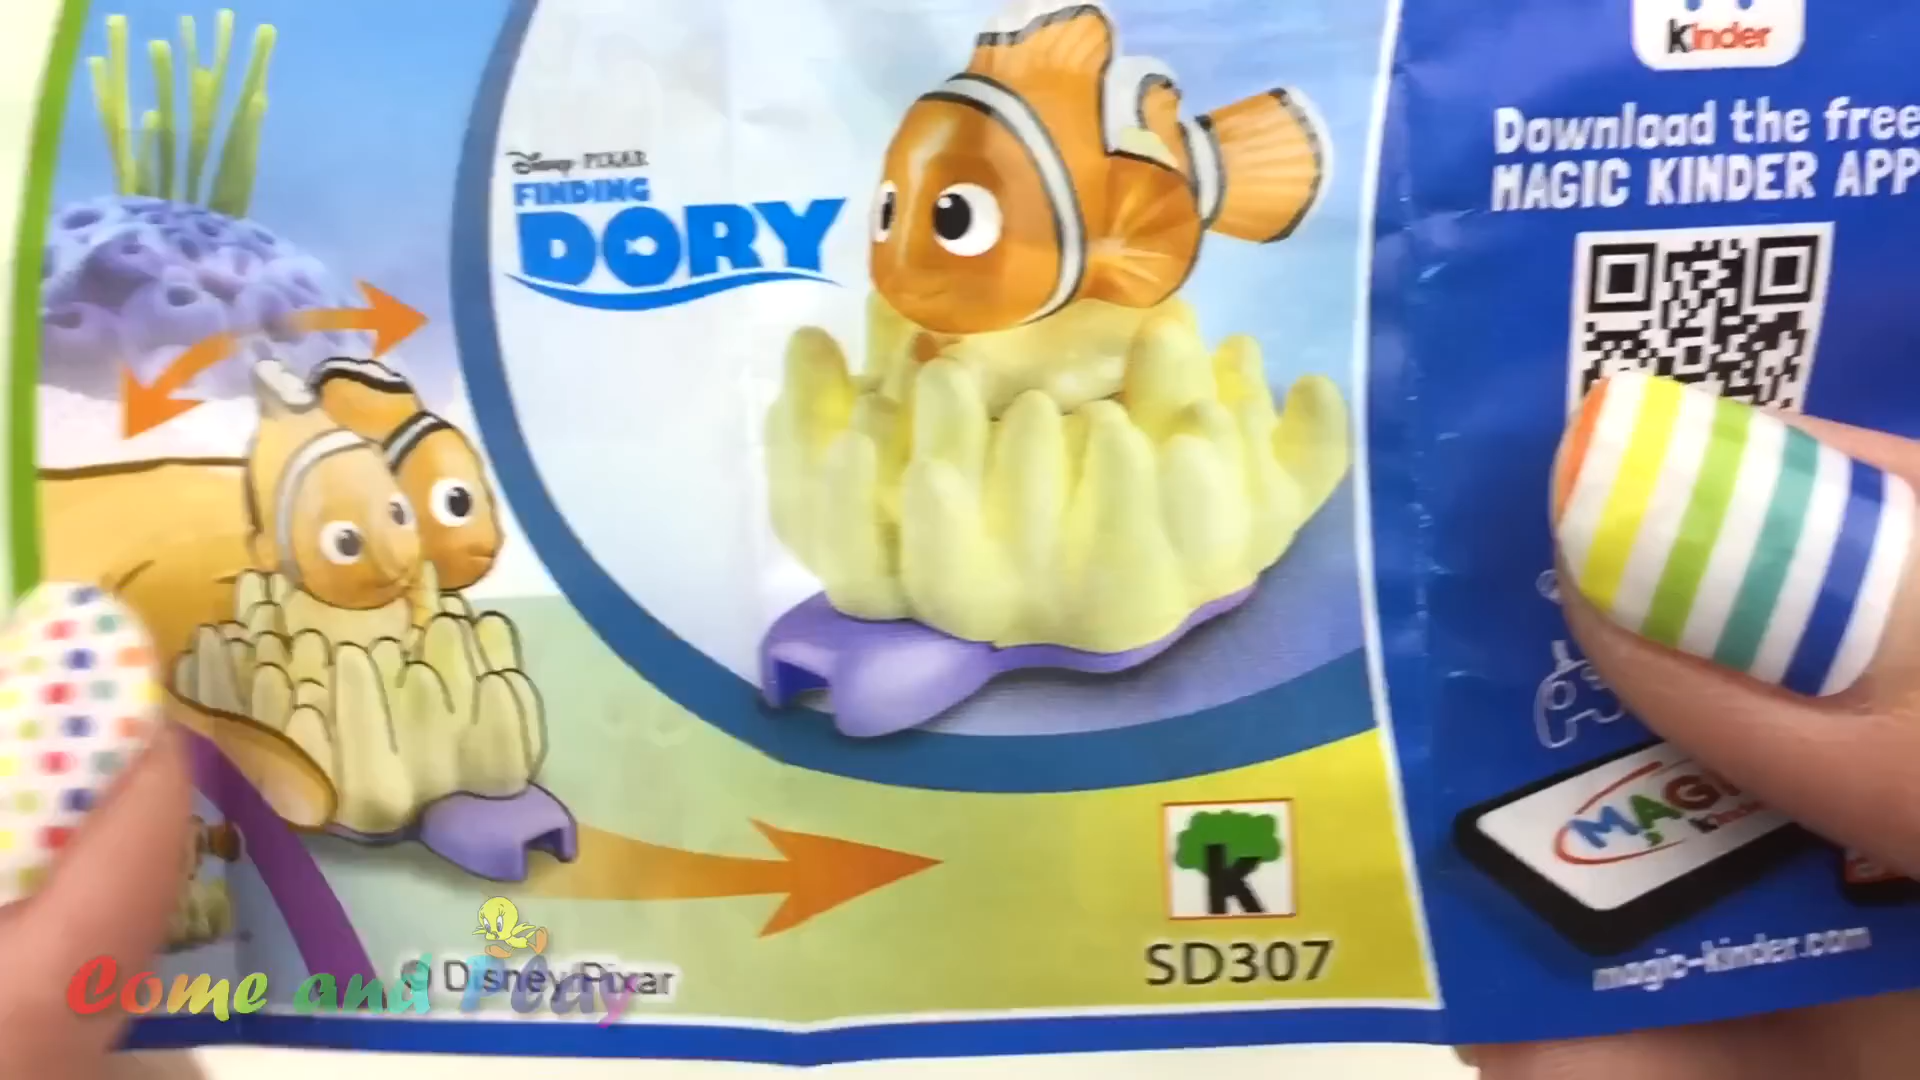 Disney·PIXAR
FINDING
DORY
kinder
Download the free
MAGIC KINDER APP
k
SD307
magic-kinder.com
© Disney/Pixar
Come and Play